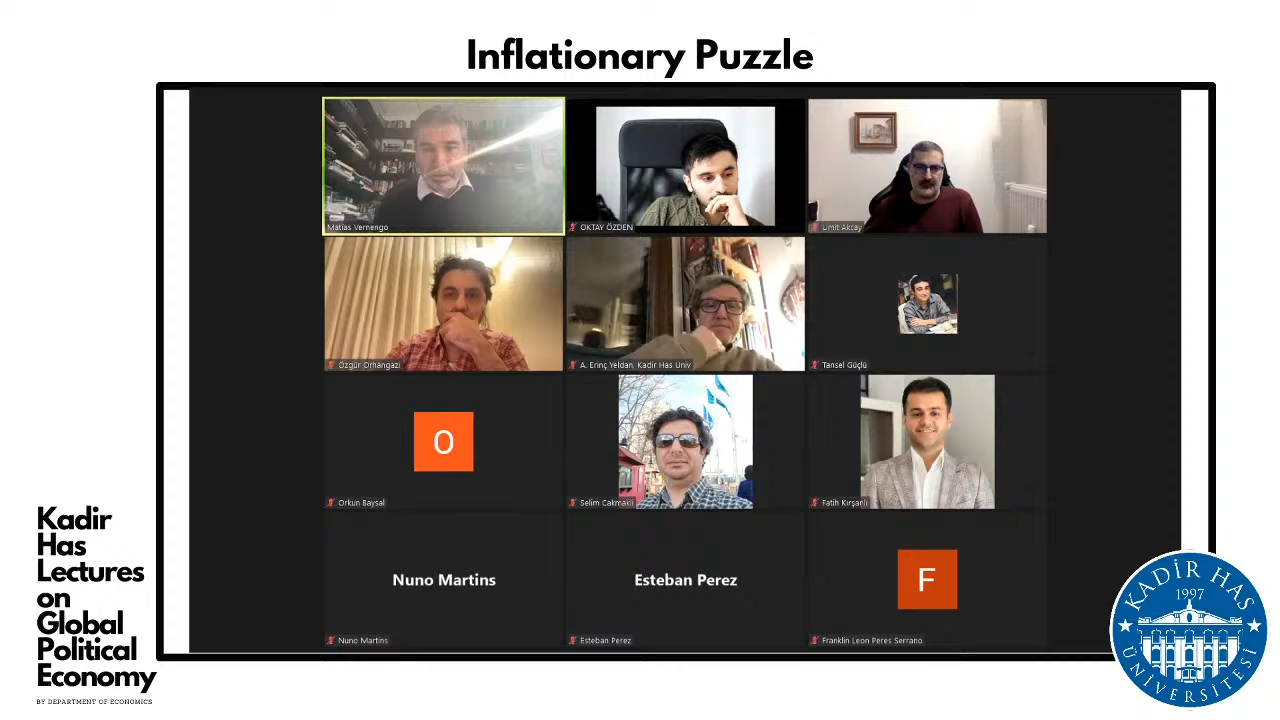 Inflationary Puzzle
Matias Vernengo
OKTAY ÖZDEN
Ümit Akçay
Özgür Orhangazi
A. Erinç Yeldan, Kadir Has Univ
Tansel Güçlü
O
Orkun Baysal
Selim Cakmakli
Fatih Kırşanlı
Nuno Martins
Esteban Perez
F
Nuno Martins
Esteban Perez
Franklin Leon Peres Serrano
Kadir
Has
Lectures
on
Global
Political
Economy
BY DEPARTMENT OF ECONOMICS
KADİR HAS
1997
ÜNİVERSİTESİ